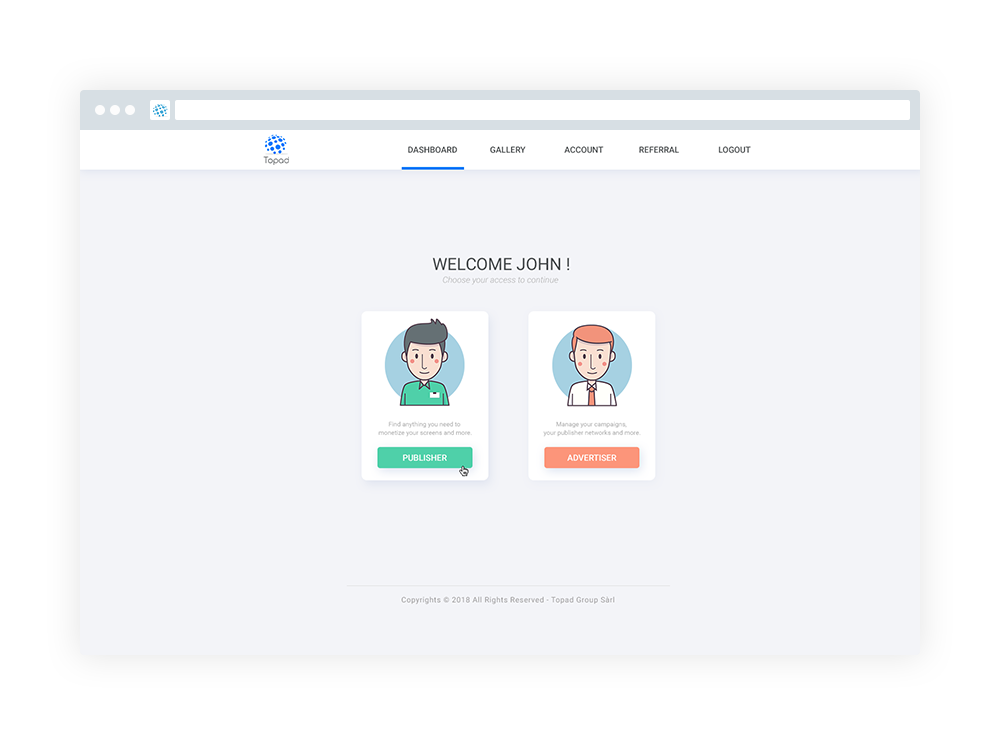 Topad
DASHBOARD GALLERY ACCOUNT REFERRAL LOGOUT
WELCOME JOHN !
Choose your access to continue
Find anything you need to
monetize your screens and more.
PUBLISHER
Manage your campaigns,
your publisher networks and more.
ADVERTISER
Copyrights © 2018 All Rights Reserved - Topad Group Sàrl